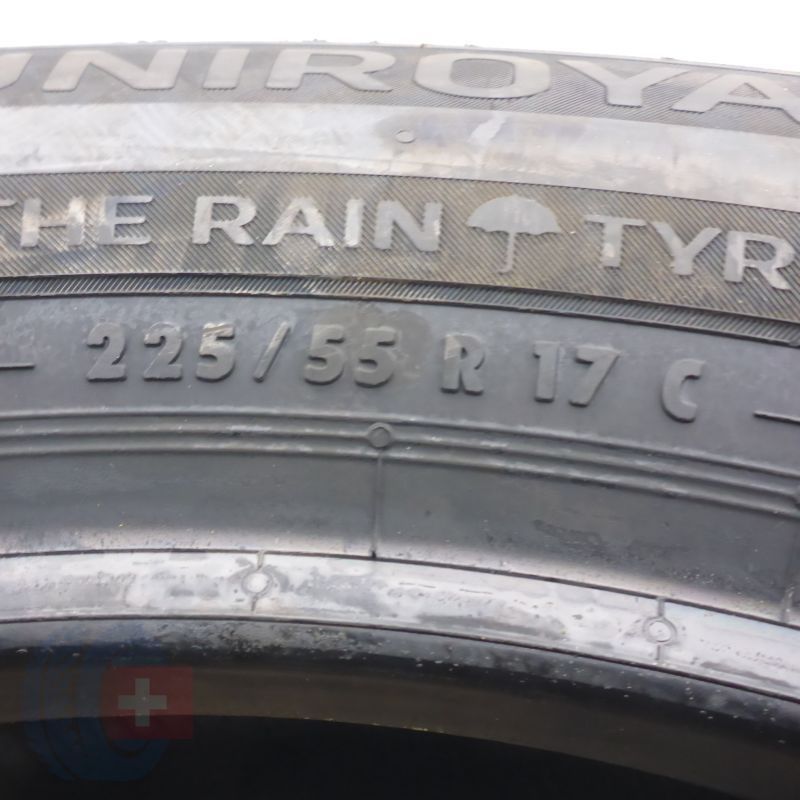 UNIROYA
THE RAIN TYR
225/55 R 17 C